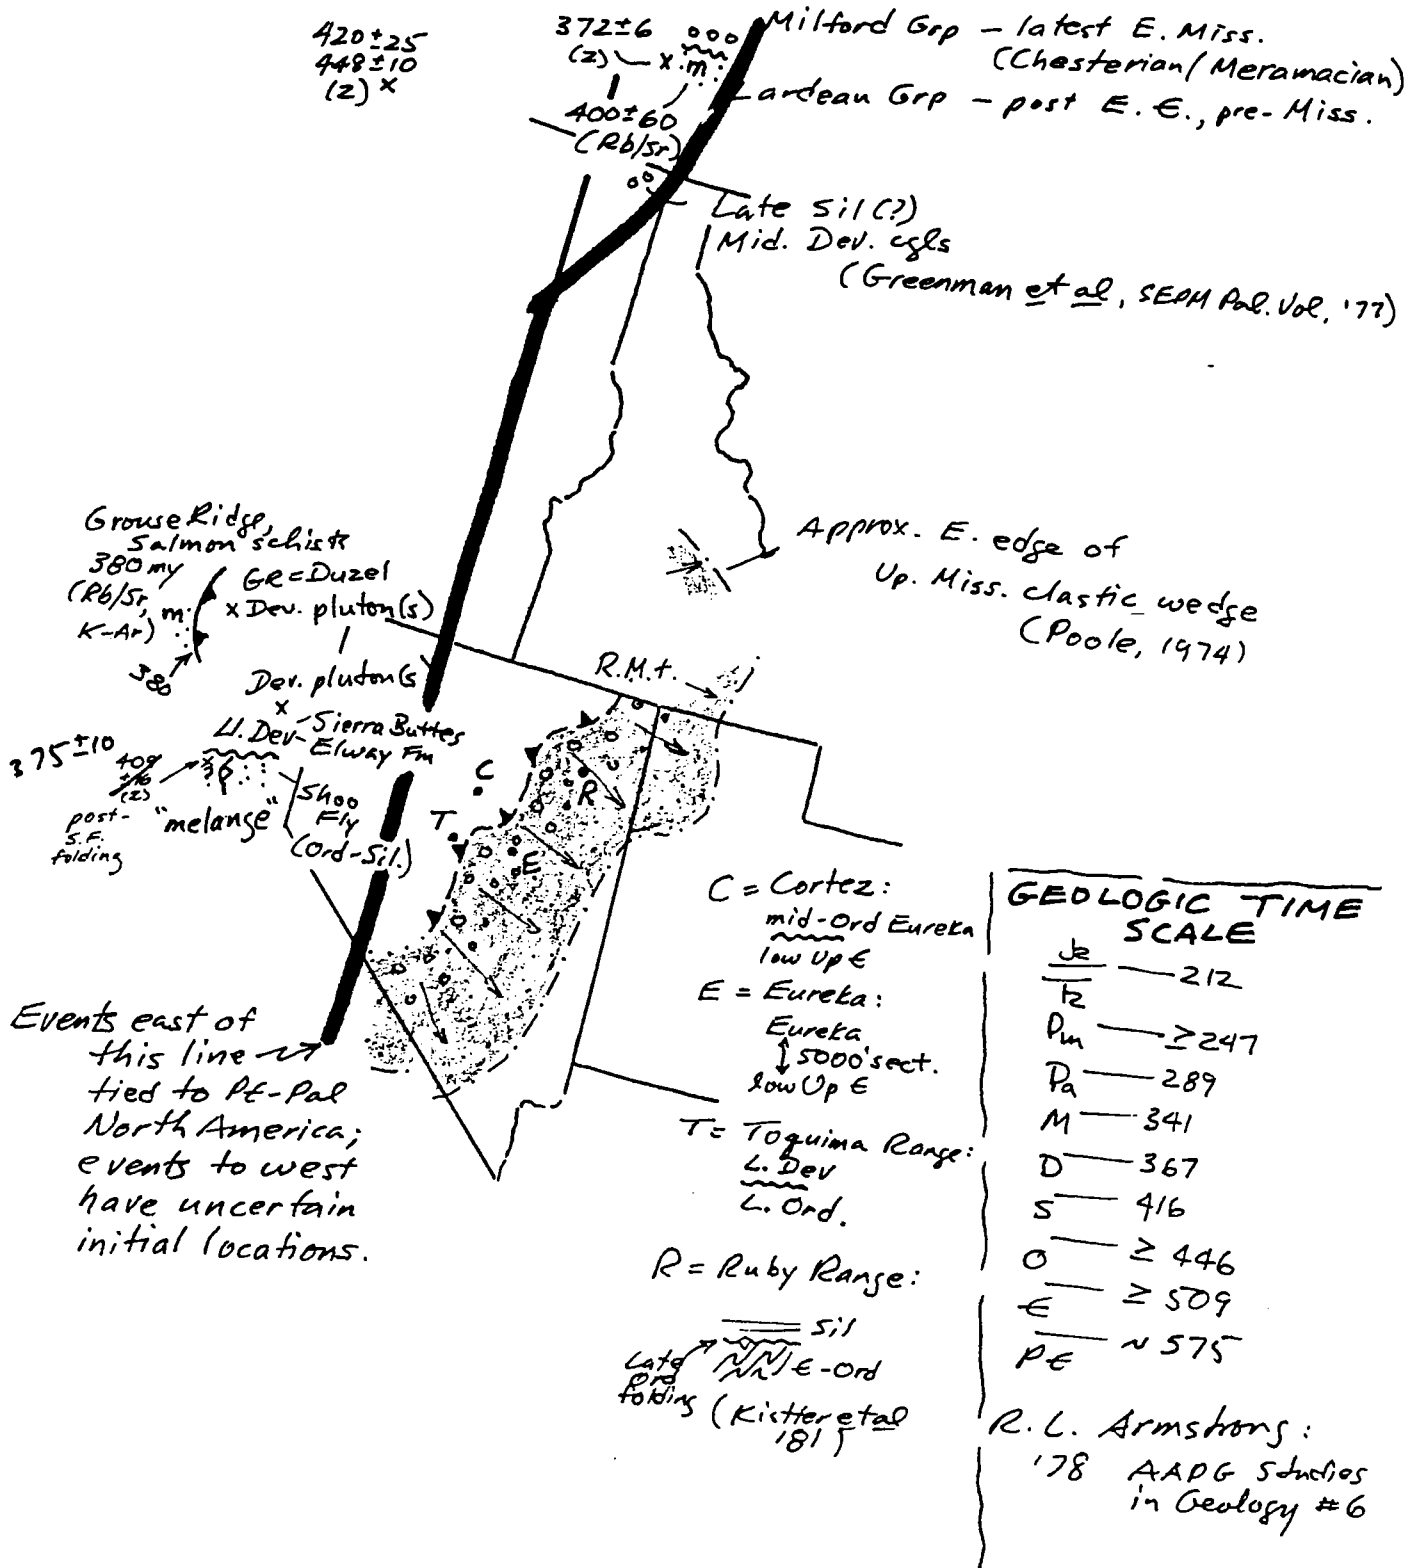 420±25
448±10
(z) x
372±6
(z) x m
400±60
(Rb/Sr)
Milford Grp - latest E. Miss.
(Chesterian/Meramacian)
Lardeau Grp - post E. Є., pre-Miss.
Late Sil(?)
Mid. Dev. cgls
(Greenman et al, SEPM Pal. Vol. '77)
Approx. E. edge of
Up. Miss. clastic wedge
(Poole, 1974)
Grouse Ridge,
Salmon schists
380 my
(Rb/Sr,
K-Ar)
m
380
GR = Duzel
x Dev. pluton(s)
Dev. pluton(s
x
U. Dev - Sierra Buttes
Elway Fm
375±10
409
±16
(z)
post-
S.F.
folding
"melange"
Shoo
Fly
(Ord-Sil.)
R.M.t.
C
T
R
E
Events east of
this line
tied to PЄ-Pal
North America;
events to west
have uncertain
initial locations.
C = Cortez:
mid-Ord Eureka
low Up Є
E = Eureka:
Eureka
5000' sect.
low Up Є
T = Toquima Range:
L. Dev
L. Ord.
R = Ruby Range:
Sil
Є-Ord
Late
Ord
folding
(Kistler et al
'81)
GEOLOGIC TIME
SCALE
Jz
212
Tz
Pm ≥247
Pa 289
M 341
D 367
S 416
O ≥ 446
Є ≥ 509
PЄ ~ 575
R.L. Armstrong:
'78 AAPG Studies
in Geology #6